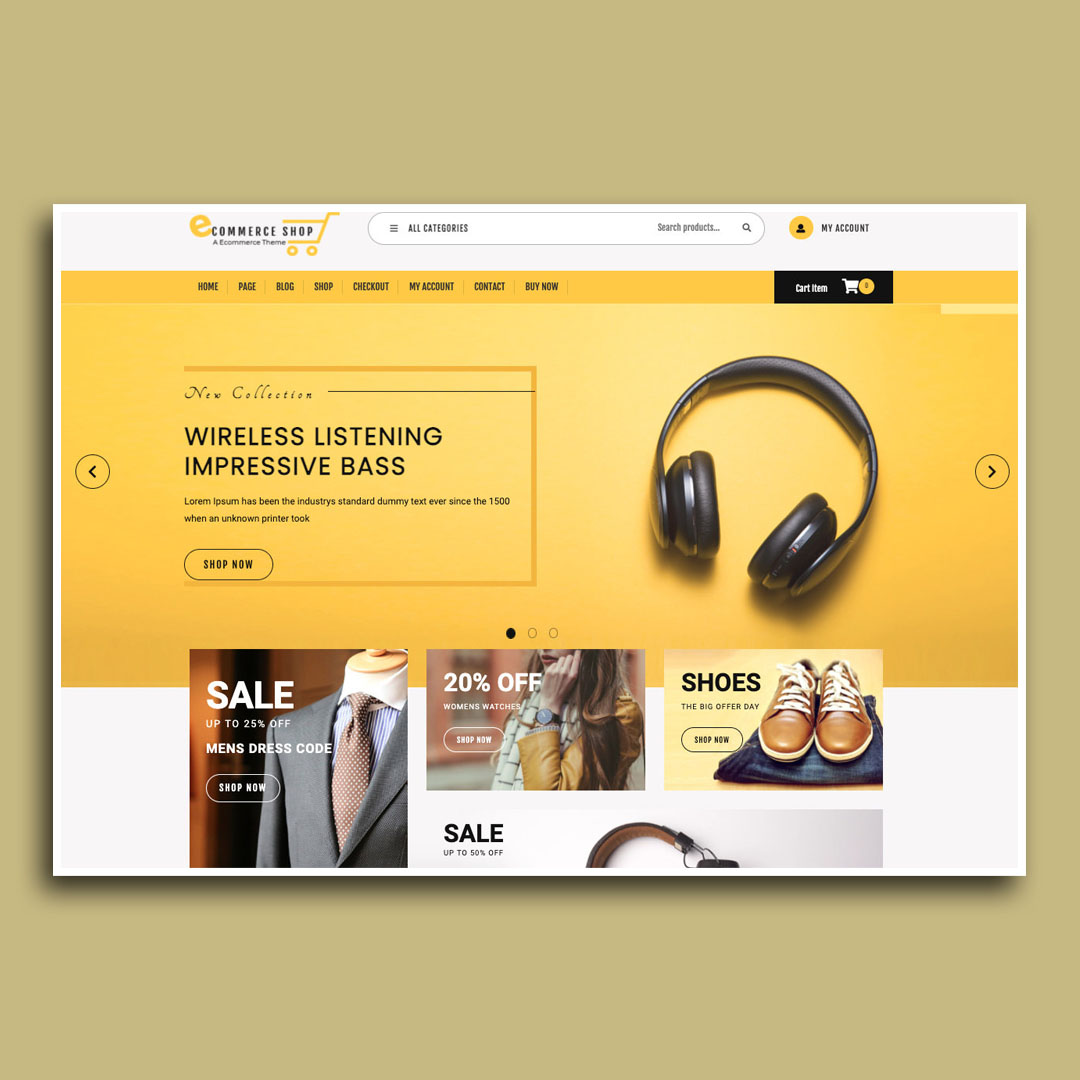 eCOMMERCE SHOP
A Ecommerce Theme
ALL CATEGORIES
Search products...
MY ACCOUNT
HOME
PAGE
BLOG
SHOP
CHECKOUT
MY ACCOUNT
CONTACT
BUY NOW
Cart Item
0
New Collection
WIRELESS LISTENING
IMPRESSIVE BASS
Lorem Ipsum has been the industrys standard dummy text ever since the 1500
when an unknown printer took
SHOP NOW
SALE
UP TO 25% OFF
MENS DRESS CODE
SHOP NOW
20% OFF
WOMENS WATCHES
SHOP NOW
SHOES
THE BIG OFFER DAY
SHOP NOW
SALE
UP TO 50% OFF